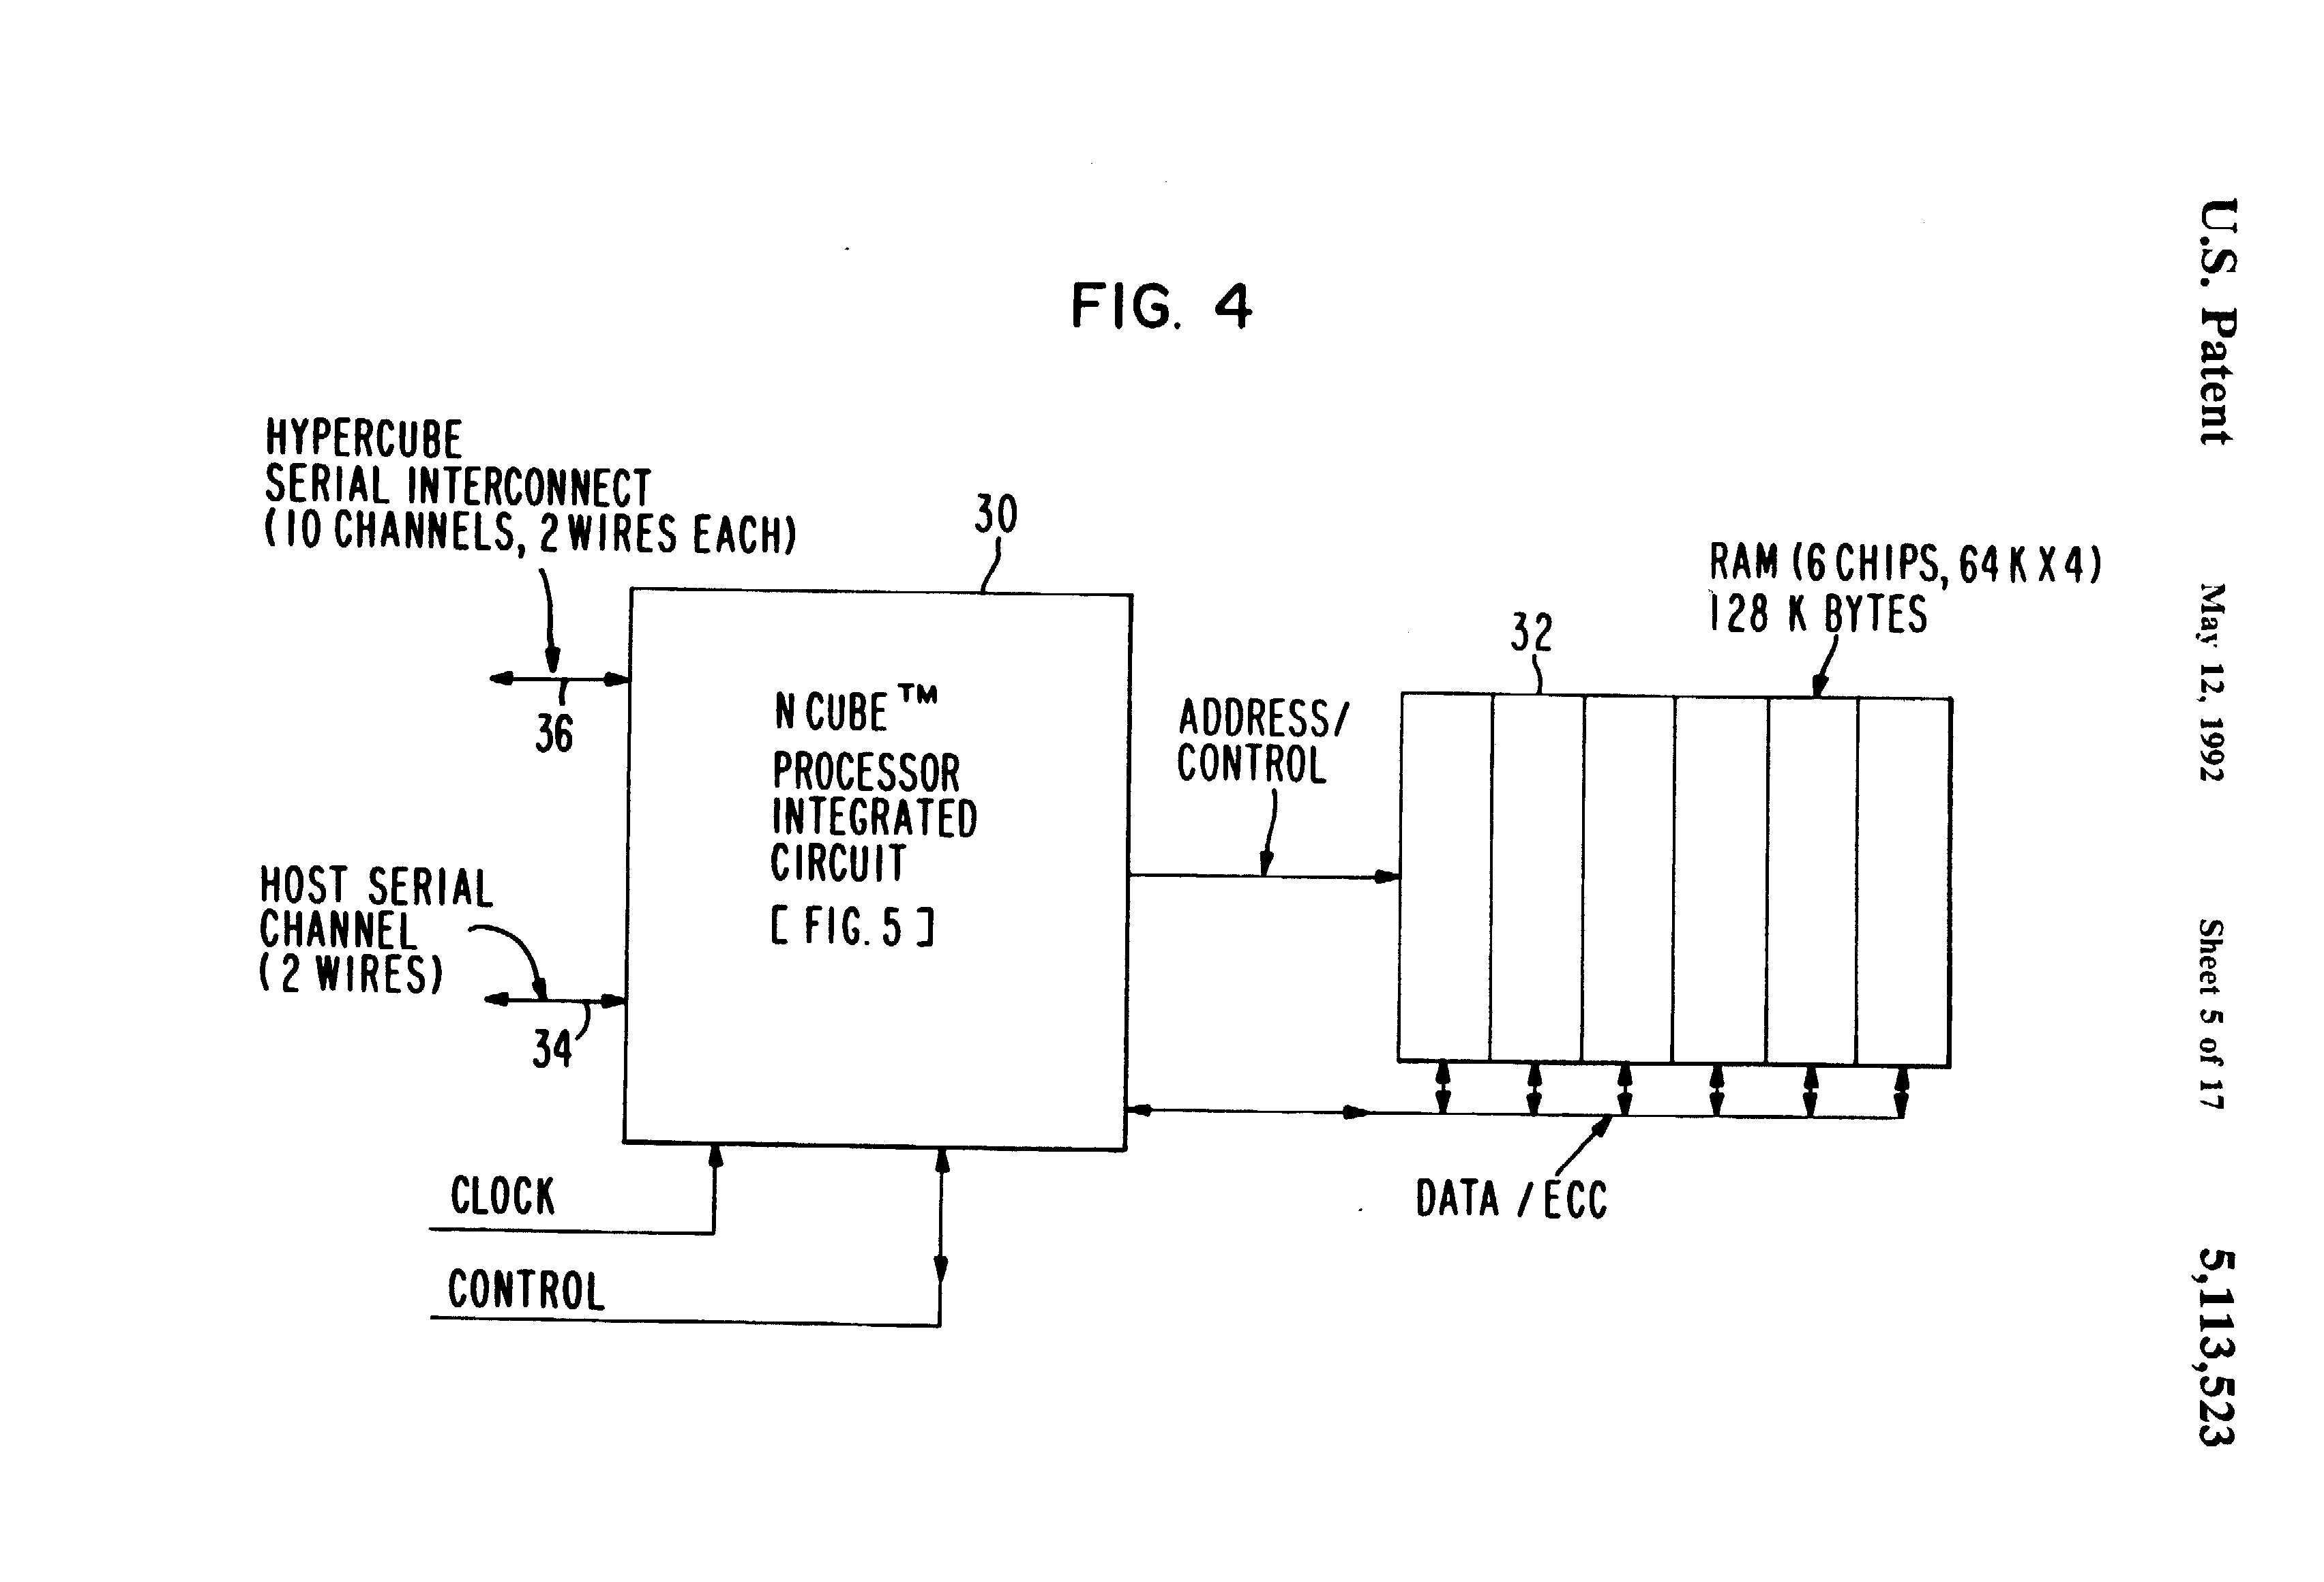 U.S. Patent
May 12, 1992
Sheet 5 of 17
5,113,523
FIG. 4
HYPERCUBE
SERIAL INTERCONNECT
(10 CHANNELS, 2 WIRES EACH)
36
30
N CUBE™
PROCESSOR
INTEGRATED
CIRCUIT
[ FIG. 5 ]
HOST SERIAL
CHANNEL
(2 WIRES)
34
CLOCK
CONTROL
ADDRESS/
CONTROL
32
RAM (6 CHIPS, 64 K X 4)
128 K BYTES
DATA / ECC